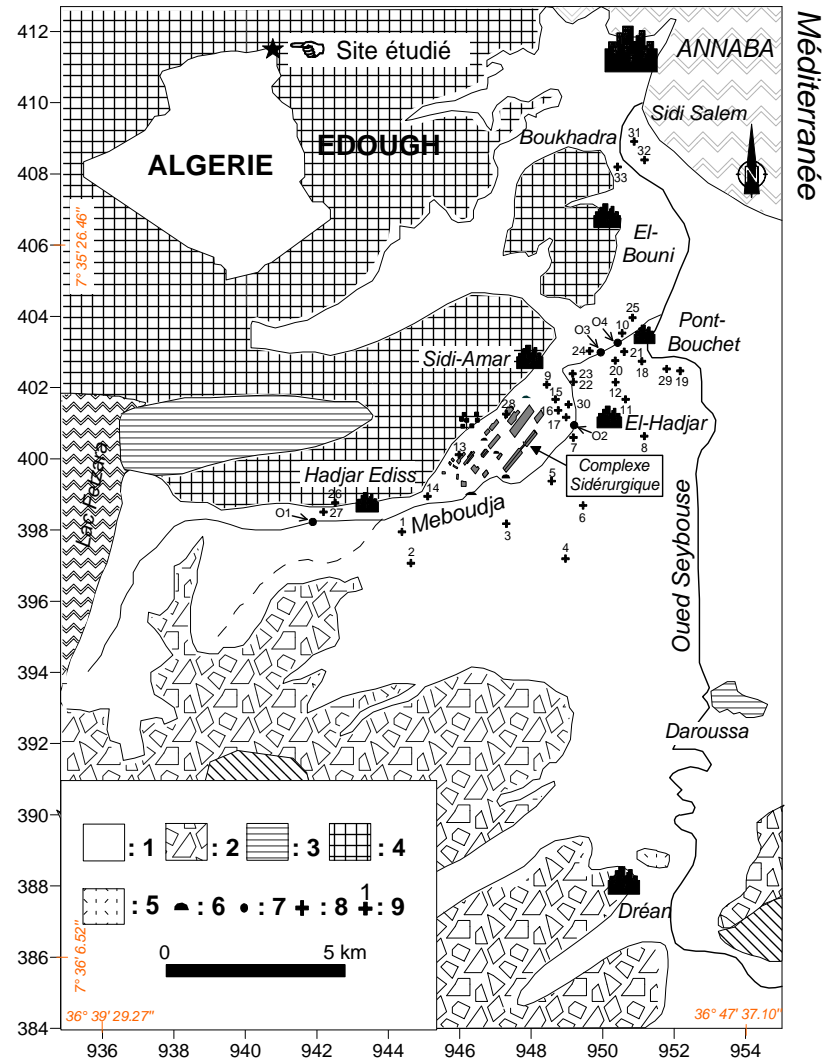 412
410
408
406
404
402
400
398
396
394
392
390
388
386
384
936
938
940
942
944
946
948
950
952
954
Site étudié
ALGERIE
EDOUGH
ANNABA
Méditerranée
Sidi Salem
Boukhadra
31
32
33
N
El-
Bouni
7° 35' 26.46"
25
O4
O3
10
Pont-
Bouchet
24
21
18
20
29
19
Sidi-Amar
23
22
9
12
15
30
11
28
16
17
El-Hadjar
O2
7
8
13
Complexe
Sidérurgique
Hadjar Ediss
5
14
26
27
O1
Meboudja
6
1
3
2
4
Lac Fetzara
Oued Seybouse
Daroussa
Dréan
: 1
: 2
: 3
: 4
: 5
: 6
: 7
: 8
1
: 9
0
5 km
7° 36' 6.52"
36° 39' 29.27"
36° 47' 37.10"